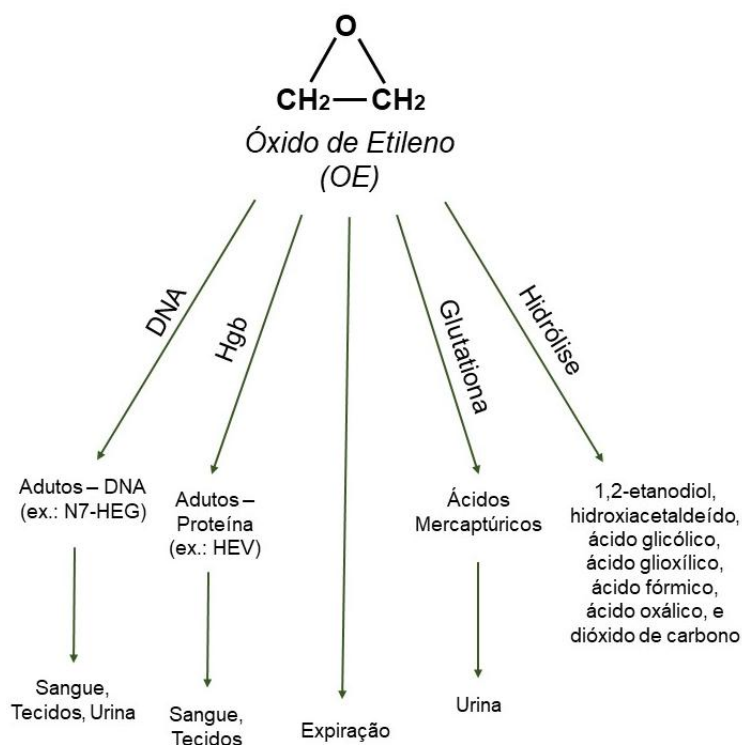 O
CH2—CH2
Óxido de Etileno
(OE)
DNA
Hgb
Glutationa
Hidrólise
Adutos – DNA
(ex.: N7-HEG)
Adutos –
Proteína
(ex.: HEV)
Ácidos
Mercaptúricos
1,2-etanodiol,
hidroxiacetaldeído,
ácido glicólico,
ácido glioxílico,
ácido fórmico,
ácido oxálico, e
dióxido de carbono
Sangue,
Tecidos, Urina
Sangue,
Tecidos
Expiração
Urina